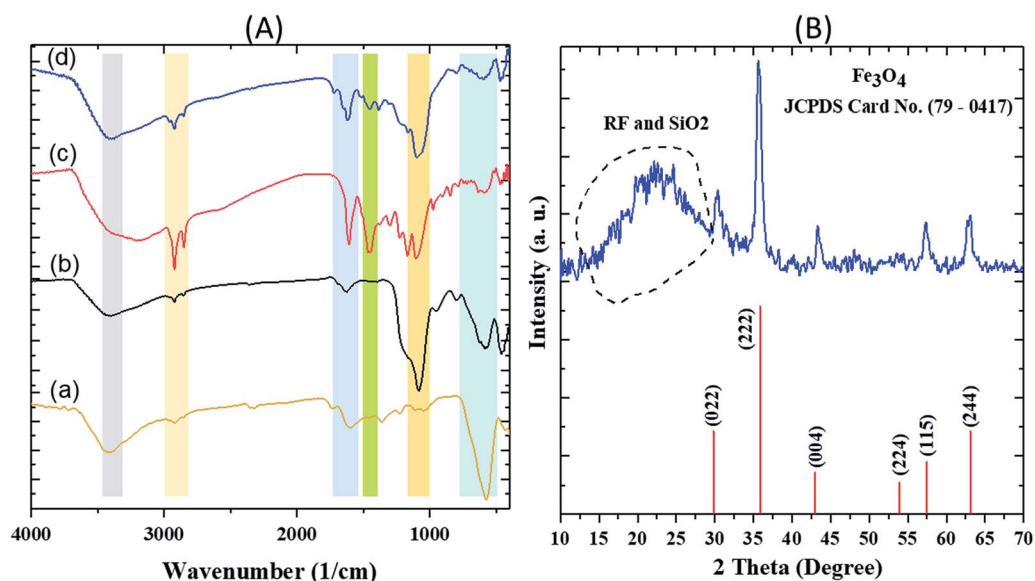 (A)
(d)
(c)
(b)
(a)
4000 3000 2000 1000
Wavenumber (1/cm)
(B)
Fe₃O₄
JCPDS Card No. (79 - 0417)
RF and SiO2
Intensity (a. u.)
(022)
(222)
(004)
(224)
(115)
(244)
10 15 20 25 30 35 40 45 50 55 60 65 70
2 Theta (Degree)